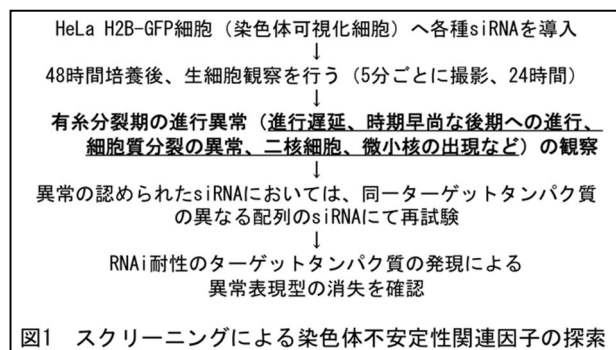 HeLa H2B-GFP細胞（染色体可視化細胞）へ各種siRNAを導入
↓
48時間培養後、生細胞観察を行う（5分ごとに撮影、24時間）
↓
有糸分裂期の進行異常（進行遅延、時期早尚な後期への進行、
細胞質分裂の異常、二核細胞、微小核の出現など）の観察
↓
異常の認められたsiRNAにおいては、同一ターゲットタンパク質
の異なる配列のsiRNAにて再試験
↓
RNAi耐性のターゲットタンパク質の発現による
異常表現型の消失を確認
図1　スクリーニングによる染色体不安定性関連因子の探索